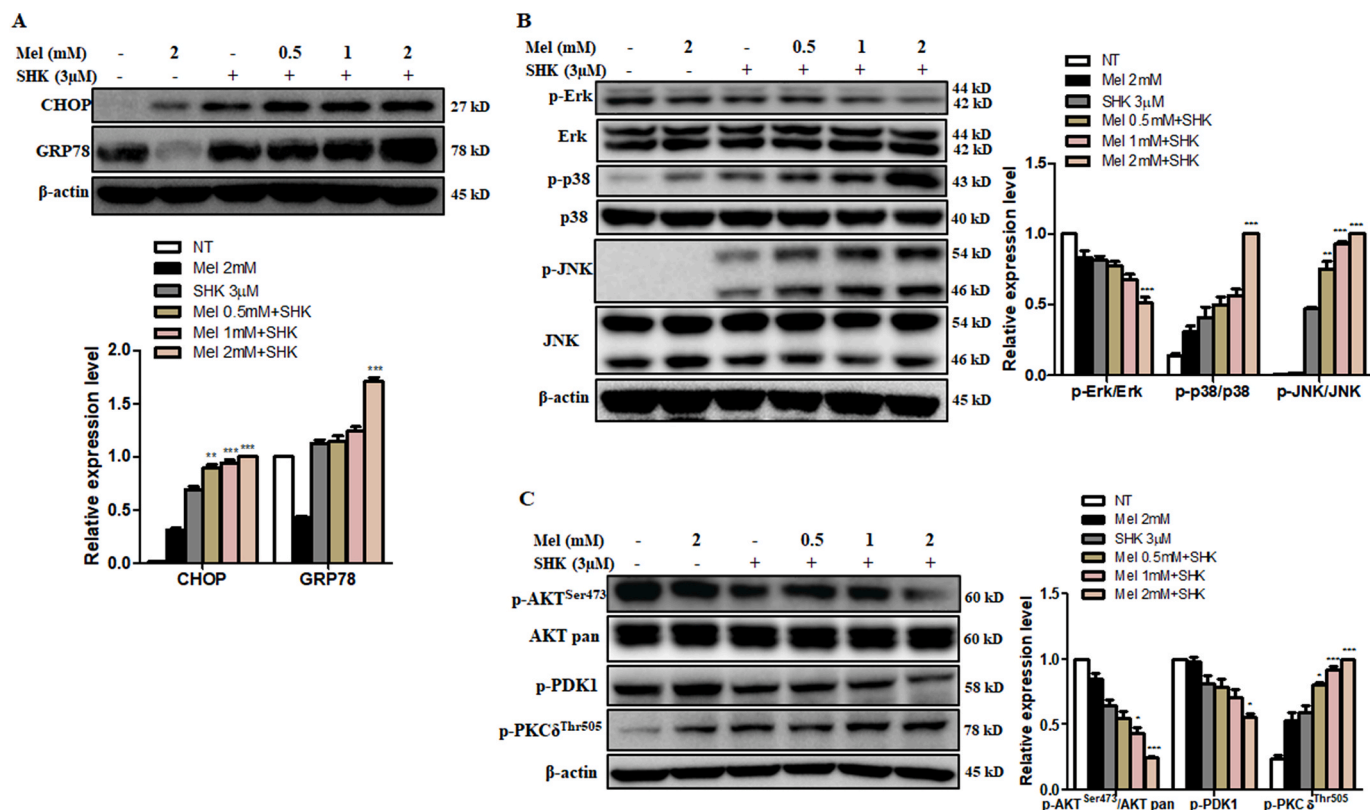 A
Mel (mM) - 2 - 0.5 1 2
SHK (3μM) - - + + + +
CHOP 27 kD
GRP78 78 kD
β-actin 45 kD
NT
Mel 2mM
SHK 3μM
Mel 0.5mM+SHK
Mel 1mM+SHK
Mel 2mM+SHK
Relative expression level
2.0
1.5
1.0
0.5
0.0
** *** ***
***
CHOP GRP78
B
Mel (mM) - 2 - 0.5 1 2
SHK (3μM) - - + + + +
p-Erk 44 kD
42 kD
Erk 44 kD
42 kD
p-p38 43 kD
p38 40 kD
p-JNK 54 kD
46 kD
JNK 54 kD
46 kD
β-actin 45 kD
NT
Mel 2mM
SHK 3μM
Mel 0.5mM+SHK
Mel 1mM+SHK
Mel 2mM+SHK
Relative expression level
1.5
1.0
0.5
0.0
***
***
** *** ***
p-Erk/Erk p-p38/p38 p-JNK/JNK
C
Mel (mM) - 2 - 0.5 1 2
SHK (3μM) - - + + + +
p-AKTSer473 60 kD
AKT pan 60 kD
p-PDK1 58 kD
p-PKCδThr505 78 kD
β-actin 45 kD
NT
Mel 2mM
SHK 3μM
Mel 0.5mM+SHK
Mel 1mM+SHK
Mel 2mM+SHK
Relative expression level
1.5
1.0
0.5
0.0
* ***
*
* *** ***
p-AKT Ser473/AKT pan p-PDK1 p-PKC δThr505